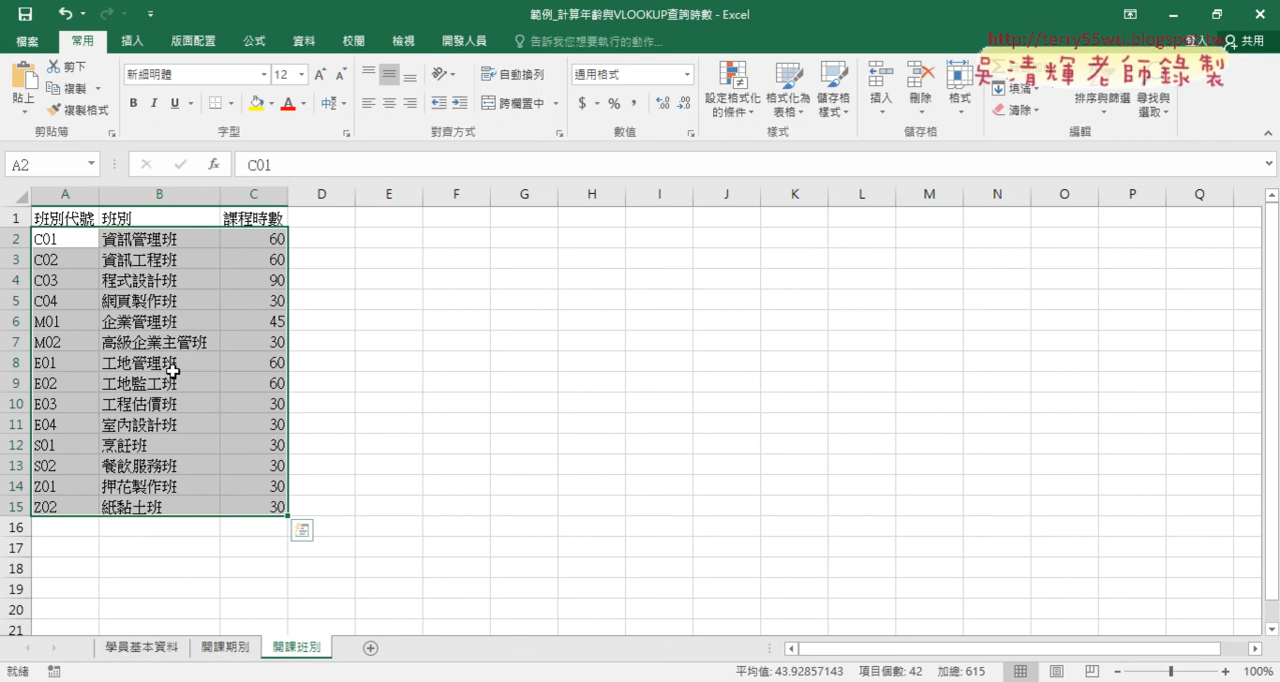 範例_計算年齡與VLOOKUP查詢時數 - Excel
檔案 常用 插入 版面配置 公式 資料 校閱 檢視 開發人員 告訴我您想要執行的動作... 共用
http://terry55wu.blogspot.tw
吳清輝老師錄製
貼上 剪下 複製 複製格式 剪貼簿
新細明體 12 B I U A 中 字型
自動換列 跨欄置中 對齊方式
通用格式 $ % , 數值
設定格式化的條件 格式化為表格 儲存格樣式 樣式
插入 刪除 格式 儲存格
填滿 清除 排序與篩選 尋找與選取 編輯
A2 fx C01
A B C D E F G H I J K L M N O P Q
1 班別代號 班別 課程時數
2 C01 資訊管理班 60
3 C02 資訊工程班 60
4 C03 程式設計班 90
5 C04 網頁製作班 30
6 M01 企業管理班 45
7 M02 高級企業主管班 30
8 E01 工地管理班 60
9 E02 工地監工班 60
10 E03 工程估價班 30
11 E04 室內設計班 30
12 S01 烹飪班 30
13 S02 餐飲服務班 30
14 Z01 押花製作班 30
15 Z02 紙黏土班 30
16
17
18
19
20
21
學員基本資料 開課期別 開課班別
就緒 平均值: 43.92857143 項目個數: 42 加總: 615 - + 100%